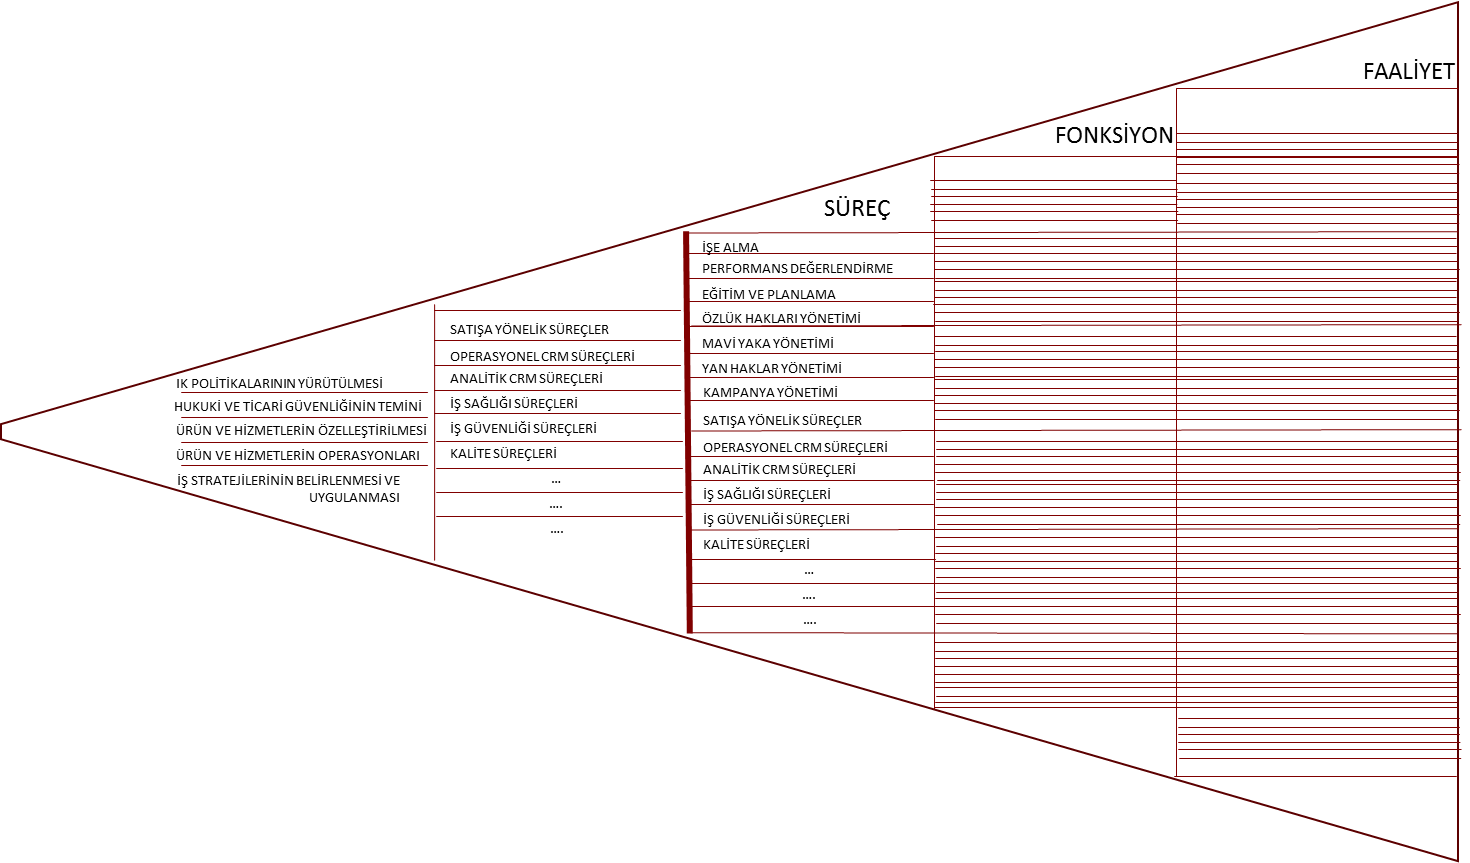 FAALİYET
FONKSİYON
SÜREÇ
IK POLİTİKALARININ YÜRÜTÜLMESİ
HUKUKİ VE TİCARİ GÜVENLİĞİNİN TEMİNİ
ÜRÜN VE HİZMETLERİN ÖZELLEŞTİRİLMESİ
ÜRÜN VE HİZMETLERİN OPERASYONLARI
İŞ STRATEJİLERİNİN BELİRLENMESİ VE
UYGULANMASI
SATIŞA YÖNELİK SÜREÇLER
OPERASYONEL CRM SÜREÇLERİ
ANALİTİK CRM SÜREÇLERİ
İŞ SAĞLIĞI SÜREÇLERİ
İŞ GÜVENLİĞİ SÜREÇLERİ
KALİTE SÜREÇLERİ
...
....
....
İŞE ALMA
PERFORMANS DEĞERLENDİRME
EĞİTİM VE PLANLAMA
ÖZLÜK HAKLARI YÖNETİMİ
MAVİ YAKA YÖNETİMİ
YAN HAKLAR YÖNETİMİ
KAMPANYA YÖNETİMİ
SATIŞA YÖNELİK SÜREÇLER
OPERASYONEL CRM SÜREÇLERİ
ANALİTİK CRM SÜREÇLERİ
İŞ SAĞLIĞI SÜREÇLERİ
İŞ GÜVENLİĞİ SÜREÇLERİ
KALİTE SÜREÇLERİ
...
....
....